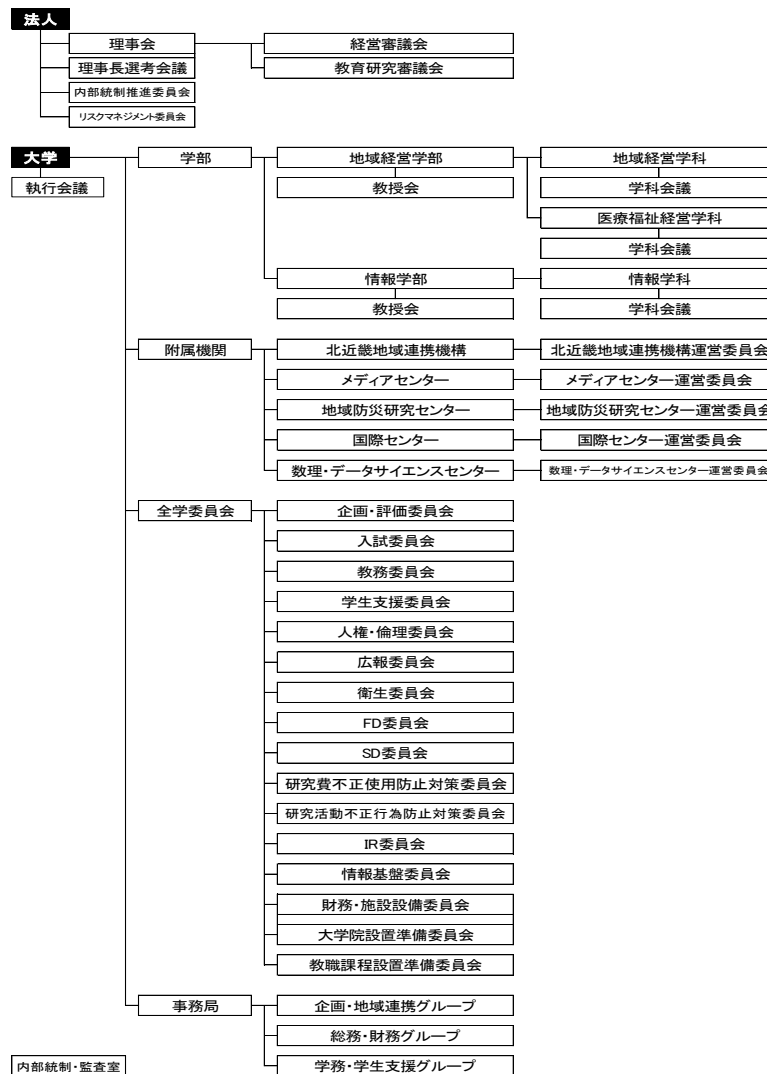 法人
理事会 経営審議会
理事長選考会議 教育研究審議会
内部統制推進委員会
リスクマネジメント委員会
大学 学部 地域経営学部 地域経営学科
執行会議 教授会 学科会議
医療福祉経営学科
学科会議
情報学部 情報学科
教授会 学科会議
附属機関 北近畿地域連携機構 北近畿地域連携機構運営委員会
メディアセンター メディアセンター運営委員会
地域防災研究センター 地域防災研究センター運営委員会
国際センター 国際センター運営委員会
数理・データサイエンスセンター 数理・データサイエンスセンター運営委員会
全学委員会 企画・評価委員会
入試委員会
教務委員会
学生支援委員会
人権・倫理委員会
広報委員会
衛生委員会
FD委員会
SD委員会
研究費不正使用防止対策委員会
研究活動不正行為防止対策委員会
IR委員会
情報基盤委員会
財務・施設設備委員会
大学院設置準備委員会
教職課程設置準備委員会
事務局 企画・地域連携グループ
総務・財務グループ
内部統制・監査室 学務・学生支援グループ